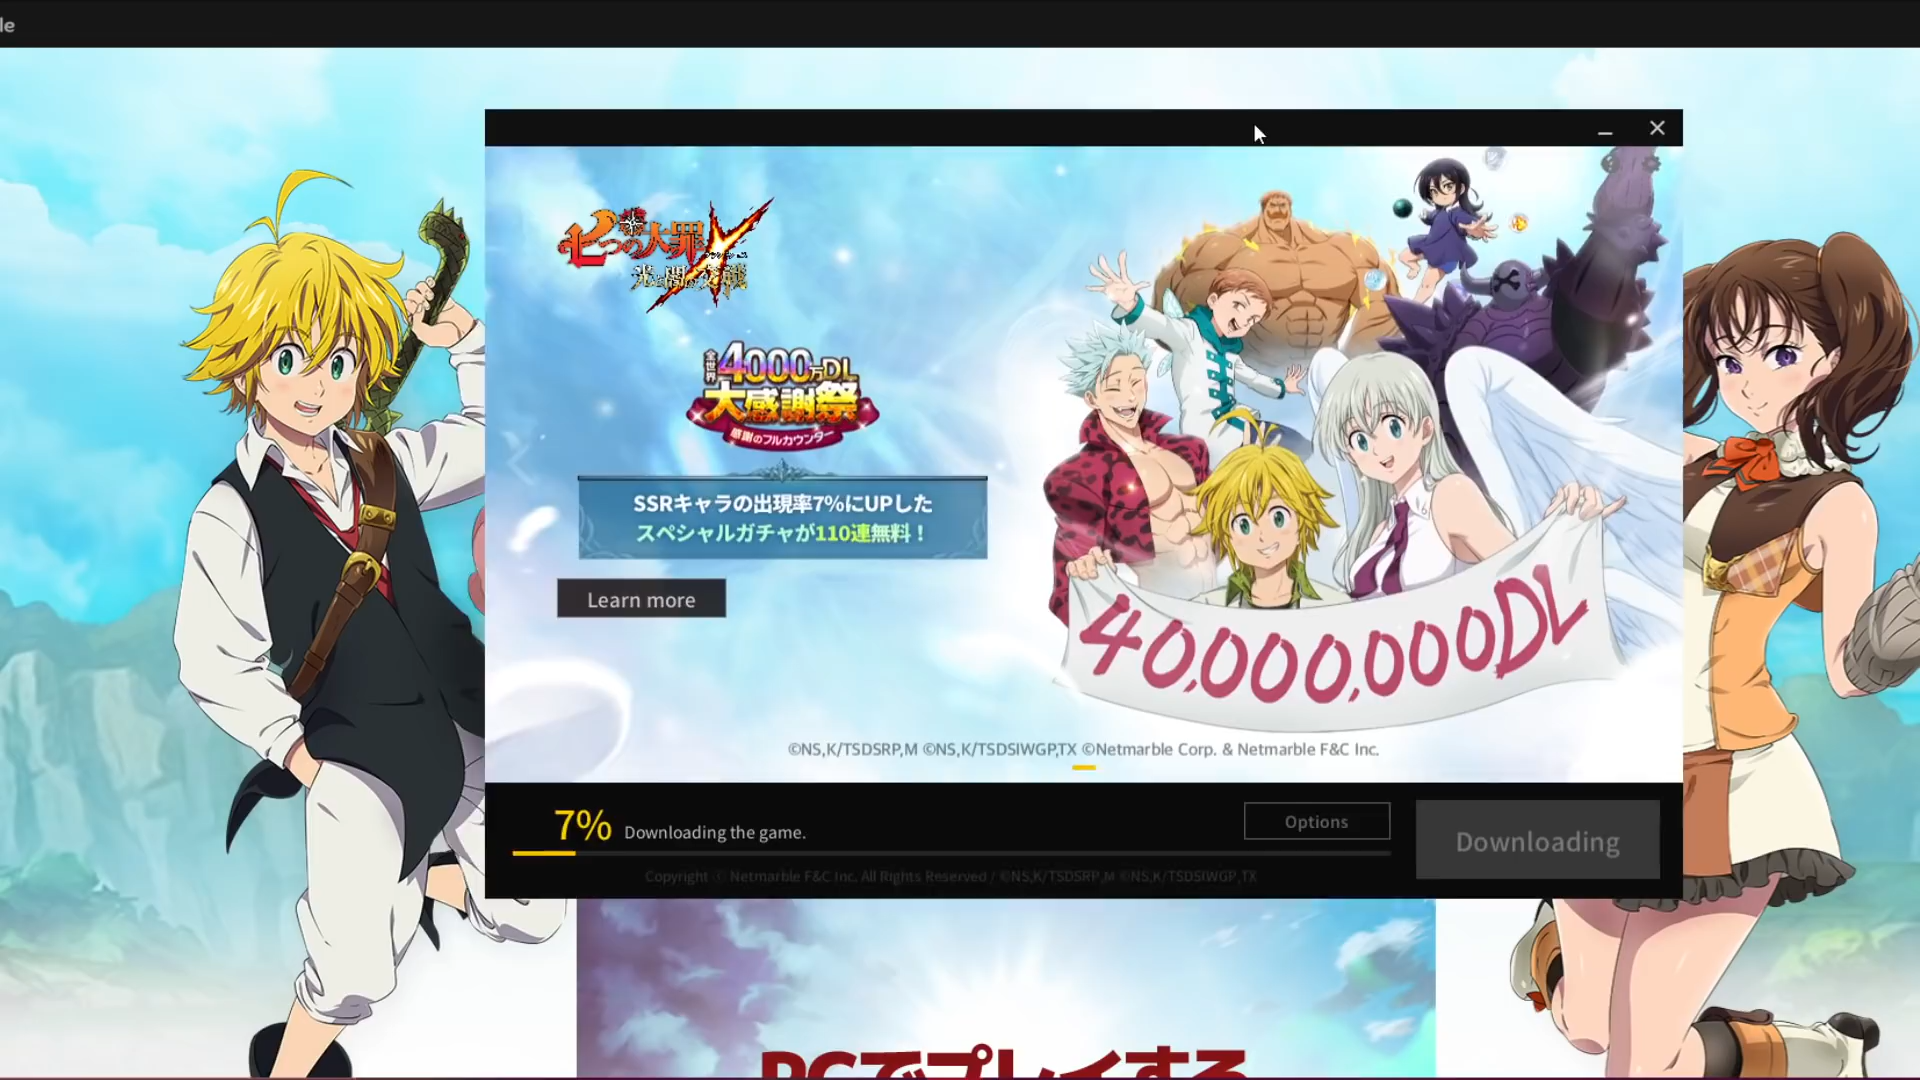 le
七つの大罪
光と闇の交戦
全世界
4000万DL
大感謝祭
感謝のフルカウンター
SSRキャラの出現率7%にUPした
スペシャルガチャが110連無料！
Learn more
40,000,000DL
©NS,K/TSDSRP,M ©NS,K/TSDSIWGP,TX ©Netmarble Corp. & Netmarble F&C Inc.
7% Downloading the game.
Options
Downloading
Copyright ⓒ Netmarble F&C Inc. All Rights Reserved / ©NS,K/TSDSRP,M ©NS,K/TSDSIWGP,TX
PCでプレイする